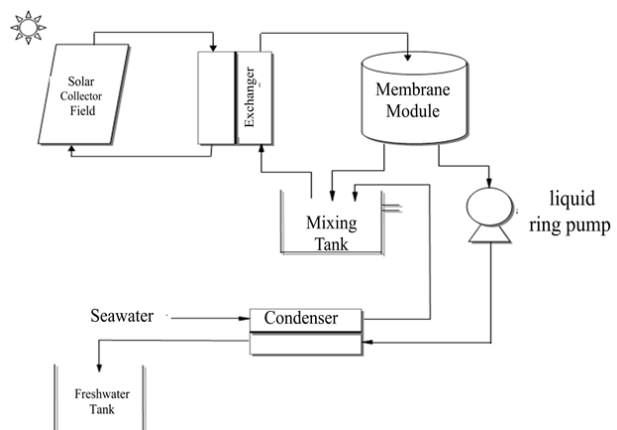 Solar
Collector
Field
Exchanger
Membrane
Module
liquid
ring pump
Mixing
Tank
Seawater
Condenser
Freshwater
Tank